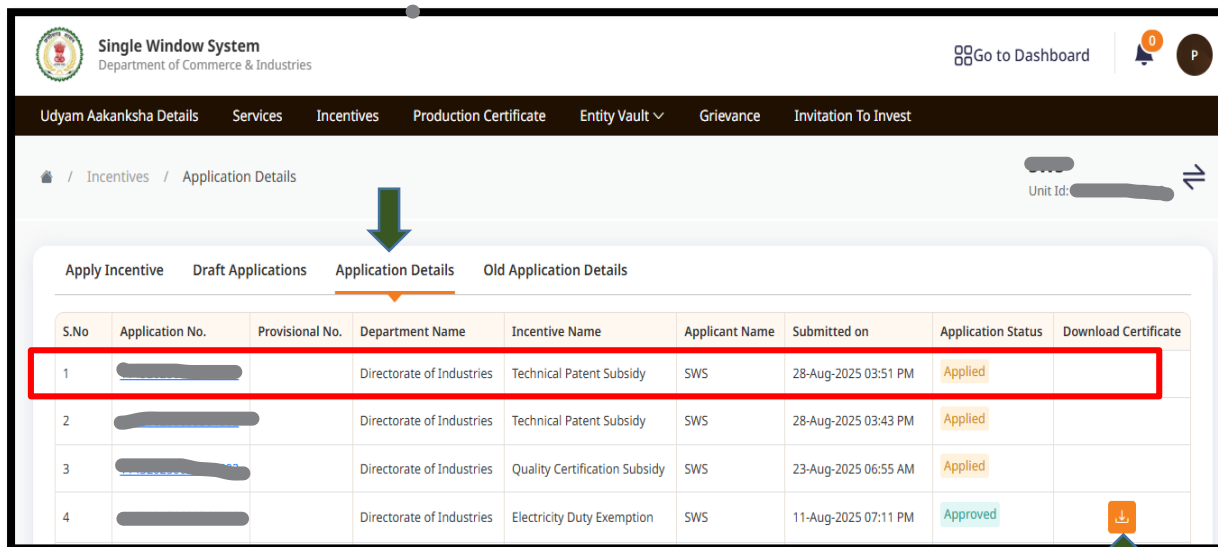 Single Window System
Department of Commerce & Industries
Go to Dashboard
0
P
Udyam Aakanksha Details Services Incentives Production Certificate Entity Vault Grievance Invitation To Invest
/ Incentives / Application Details
Unit Id:
Apply Incentive Draft Applications Application Details Old Application Details
S.No Application No. Provisional No. Department Name Incentive Name Applicant Name Submitted on Application Status Download Certificate
1 Directorate of Industries Technical Patent Subsidy SWS 28-Aug-2025 03:51 PM Applied
2 Directorate of Industries Technical Patent Subsidy SWS 28-Aug-2025 03:43 PM Applied
3 Directorate of Industries Quality Certification Subsidy SWS 23-Aug-2025 06:55 AM Applied
4 Directorate of Industries Electricity Duty Exemption SWS 11-Aug-2025 07:11 PM Approved